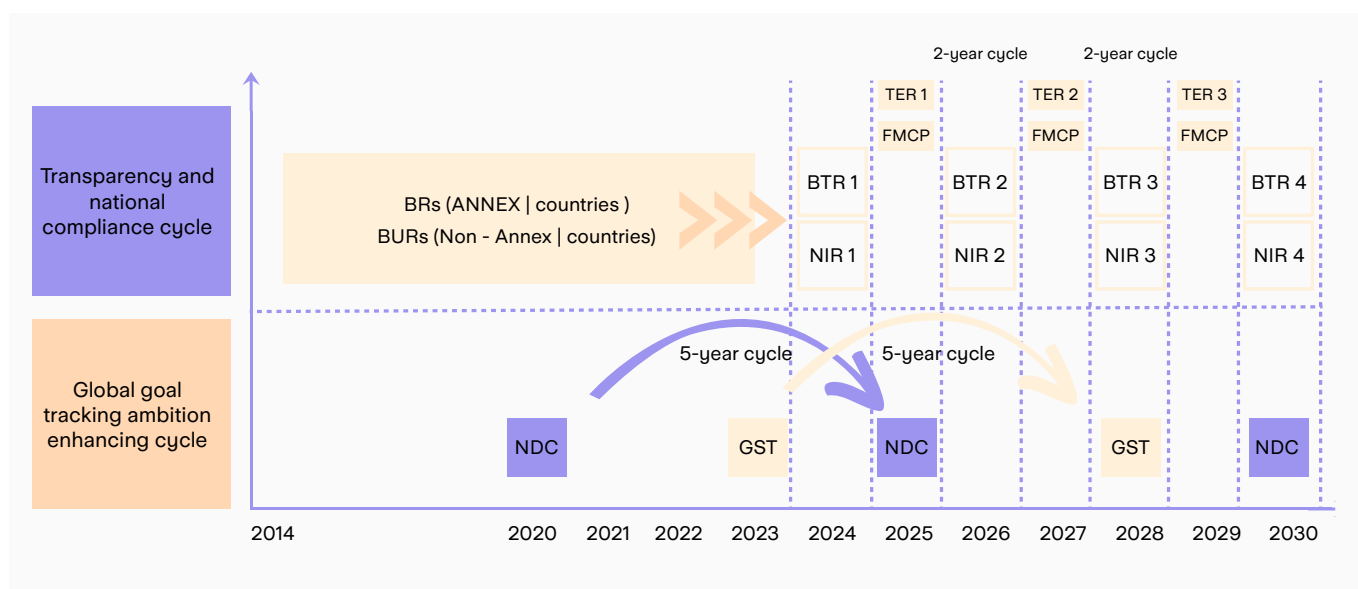 2-year cycle 2-year cycle
TER 1 TER 2 TER 3
FMCP FMCP FMCP
Transparency and
national
compliance cycle
BRs (ANNEX | countries )
BURs (Non - Annex | countries)
BTR 1 BTR 2 BTR 3 BTR 4
NIR 1 NIR 2 NIR 3 NIR 4
5-year cycle 5-year cycle
Global goal
tracking ambition
enhancing cycle
NDC GST NDC GST NDC
2014 2020 2021 2022 2023 2024 2025 2026 2027 2028 2029 2030